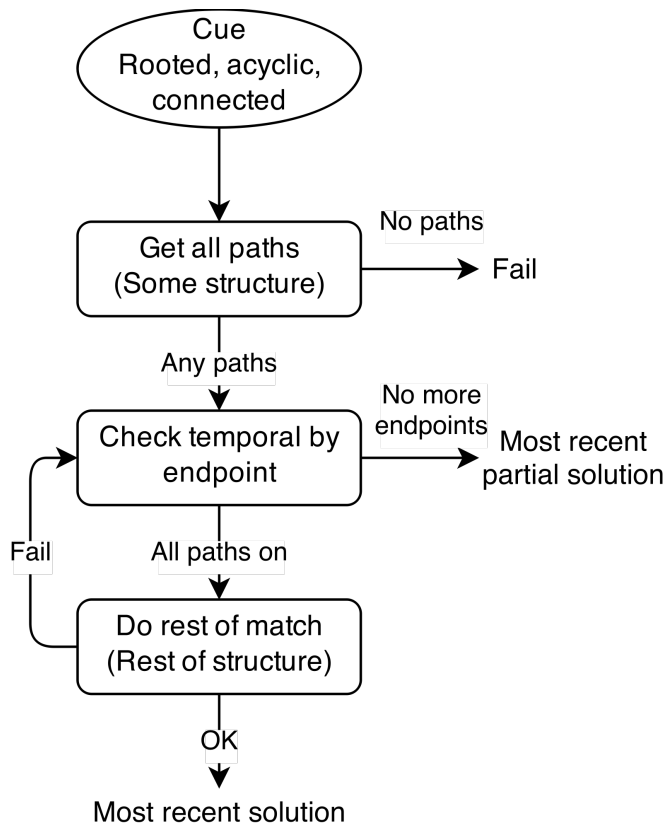 Cue
Rooted, acyclic,
connected
Get all paths
(Some structure)
No paths
Fail
Any paths
Check temporal by
endpoint
No more
endpoints
Most recent
partial solution
Fail
All paths on
Do rest of match
(Rest of structure)
OK
Most recent solution